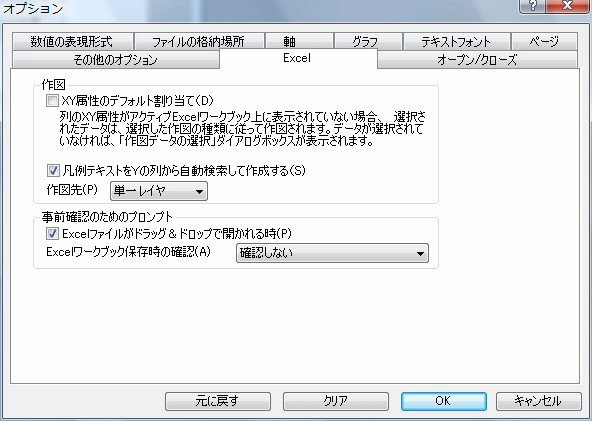 オプション
数値の表現形式 ファイルの格納場所 軸 グラフ テキストフォント ページ
その他のオプション Excel オープン/クローズ
作図
XY属性のデフォルト割り当て(D)
列のXY属性がアクティブExcelワークブック上に表示されていない場合、 選択さ
れたデータは、選択した作図の種類に従って作図されます。データが選択されて
いなければ、「作図データの選択」ダイアログボックスが表示されます。
凡例テキストをYの列から自動検索して作成する(S)
作図先(P) 単一レイヤ
事前確認のためのプロンプト
Excelファイルがドラッグ＆ドロップで開かれる時(P)
Excelワークブック保存時の確認(A) 確認しない
元に戻す クリア OK キャンセル